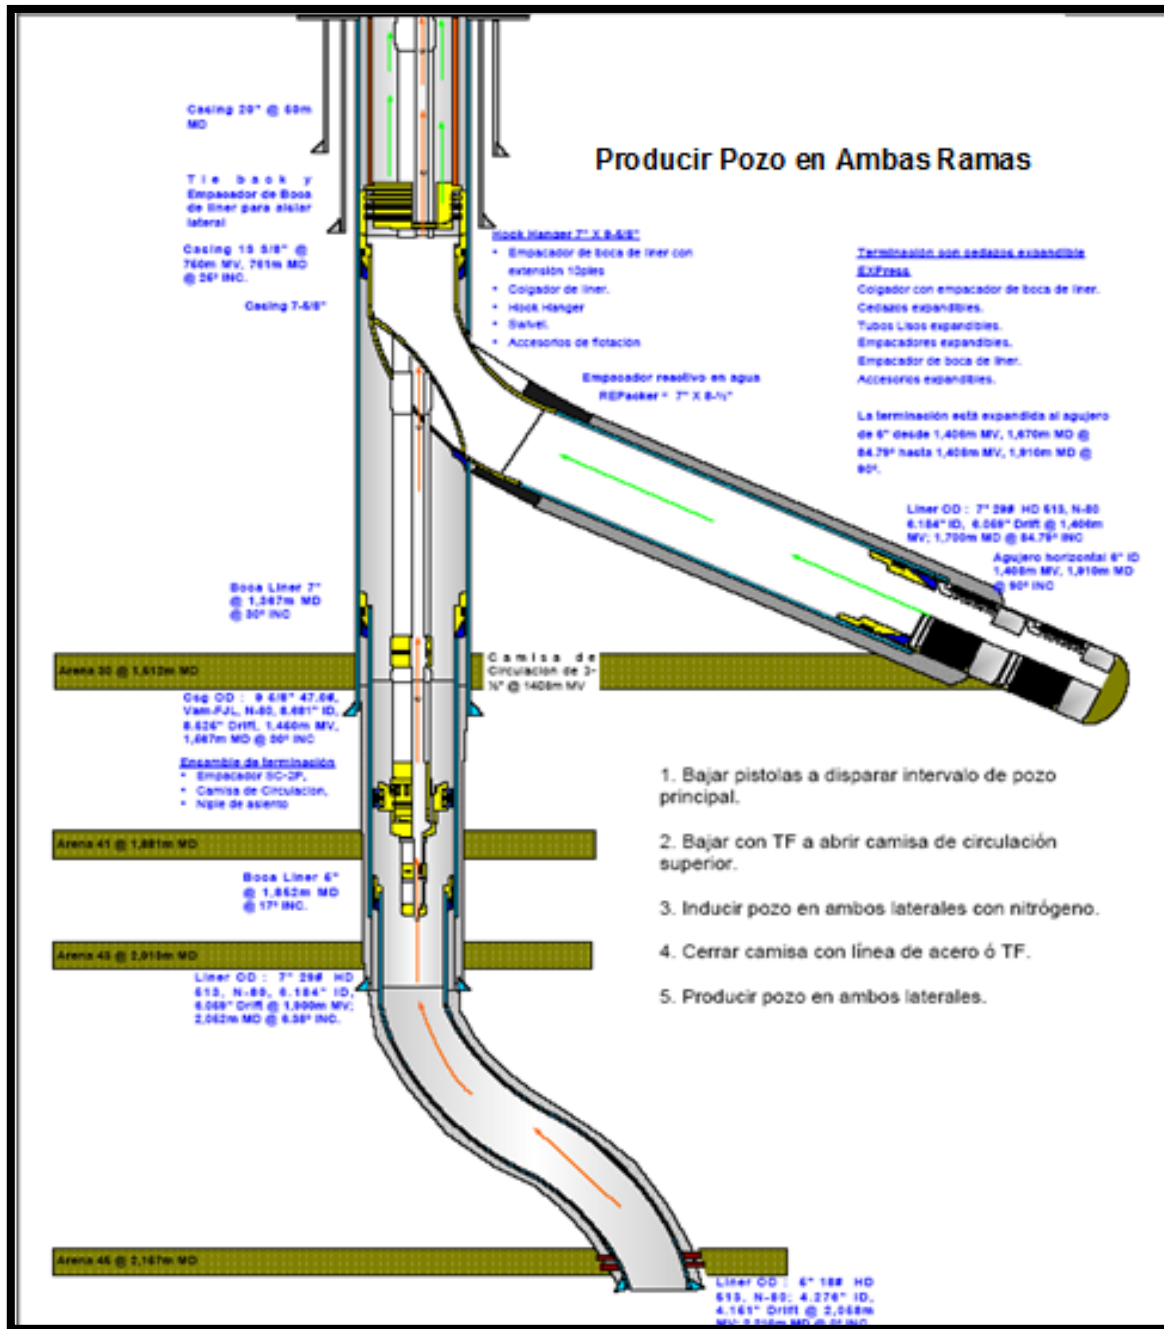 Producir Pozo en Ambas Ramas
Casing 20" @ 50m
MD
Tie back y
Empacador de Boca
de liner para aislar
lateral
Casing 13 5/8" @
760m MV, 761m MD
@ 26º INC.
Casing 7-5/8"
Hook Hanger 7" X 9-5/8"
• Empacador de boca de liner con
extensión 10pies
• Colgador de liner.
• Hook Hanger
• Swivel.
• Accesorios de flotación
Empacador reactivo en agua
REPacker - 7" X 8-½"
Terminación con cedazos expandible
EXPress
Colgador con empacador de boca de liner.
Cedazos expandibles.
Tubos Lisos expandibles.
Empacadores expandibles.
Empacador de boca de liner.
Accesorios expandibles.
La terminación está expandida al agujero
de 6" desde 1,406m MV, 1,670m MD @
84.79º hasta 1,408m MV, 1,910m MD @
90º.
Liner OD : 7" 29# HD 513, N-80
6.184" ID, 6.059" Drift @ 1,406m
MV; 1,700m MD @ 84.79º INC
Agujero horizontal 6" ID
1,408m MV, 1,910m MD
@ 90º INC
Boca Liner 7"
@ 1,367m MD
@ 30º INC
Arena 30 @ 1,512m MD
Camisa de
Circulacion de 3-
½" @ 1408m MV
Csg OD : 9 5/8" 47.0#,
Vam-FJL, N-80, 8.681" ID,
8.525" Drift, 1,460m MV,
1,567m MD @ 30º INC
Ensamble de terminación
• Empacador SC-2P,
• Camisa de Circulacion,
• Niple de asiento
Arena 41 @ 1,881m MD
Boca Liner 5"
@ 1,852m MD
@ 17º INC.
Arena 43 @ 2,015m MD
Liner OD : 7" 29# HD
513, N-80, 6.184" ID,
6.059" Drift @ 1,900m MV;
2,052m MD @ 6.38º INC.
1. Bajar pistolas a disparar intervalo de pozo
principal.
2. Bajar con TF a abrir camisa de circulación
superior.
3. Inducir pozo en ambos laterales con nitrógeno.
4. Cerrar camisa con línea de acero ó TF.
5. Producir pozo en ambos laterales.
Arena 45 @ 2,157m MD
Liner OD : 5" 18# HD
513, N-80; 4.276" ID,
4.151" Drift @ 2,058m
MV; 2,210m MD @ 0º INC